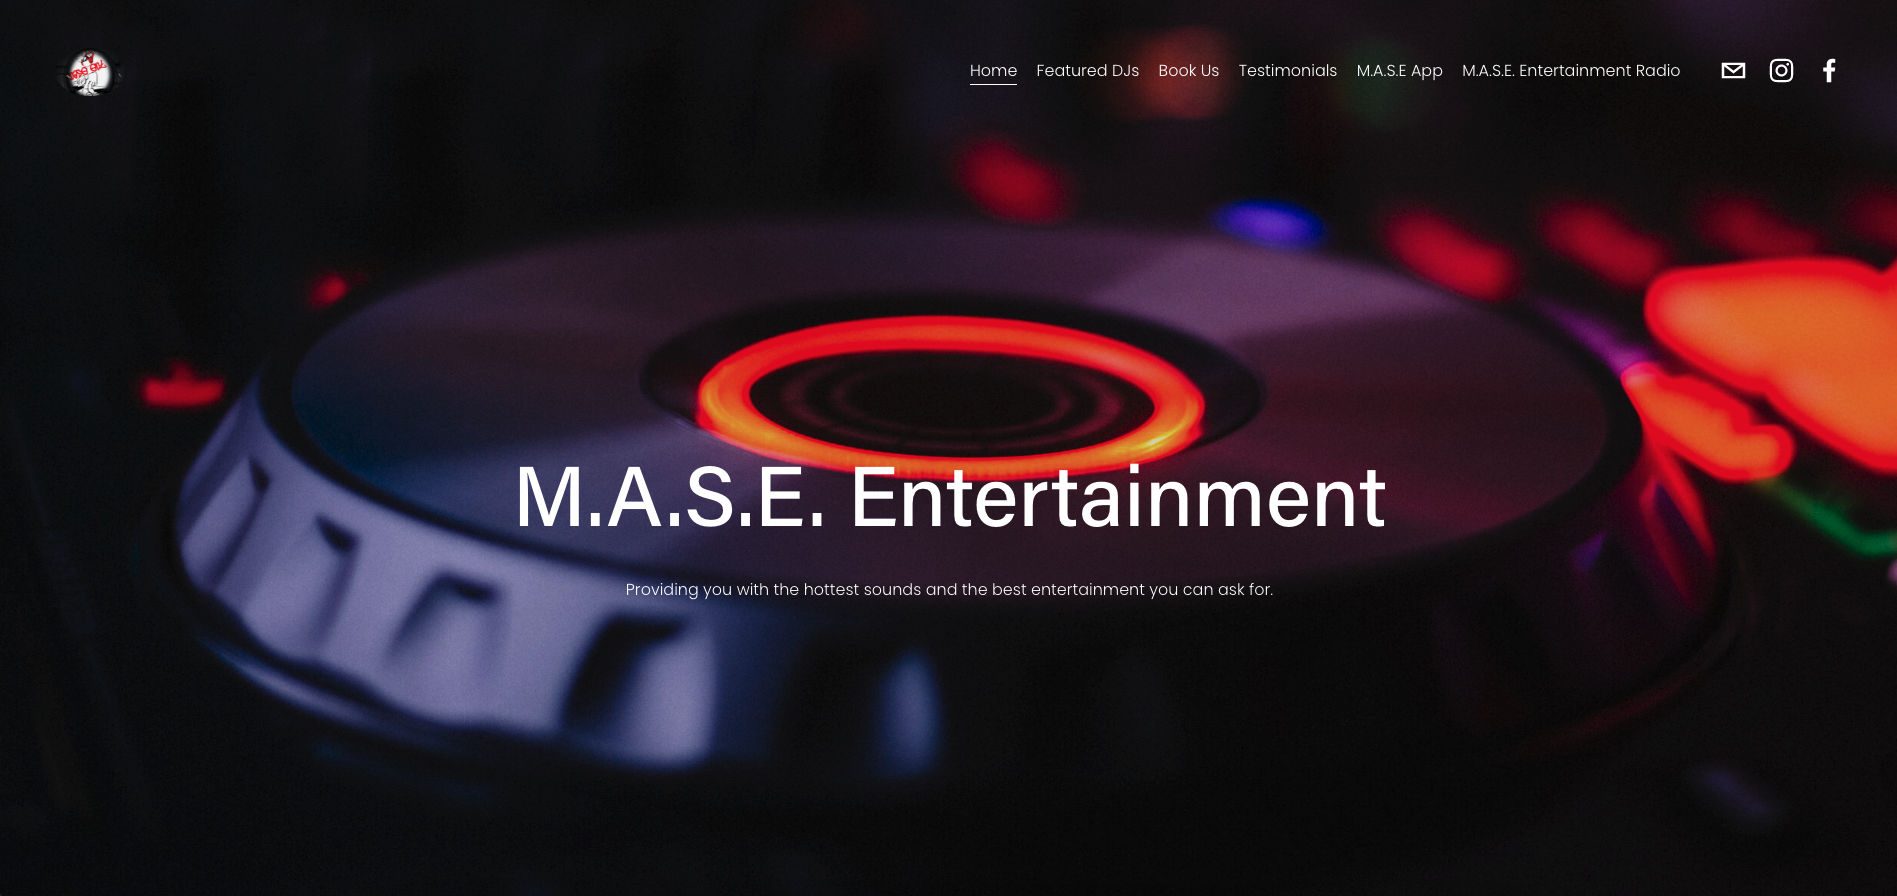 Home Featured DJs Book Us Testimonials M.A.S.E App M.A.S.E. Entertainment Radio
M.A.S.E. Entertainment
Providing you with the hottest sounds and the best entertainment you can ask for.